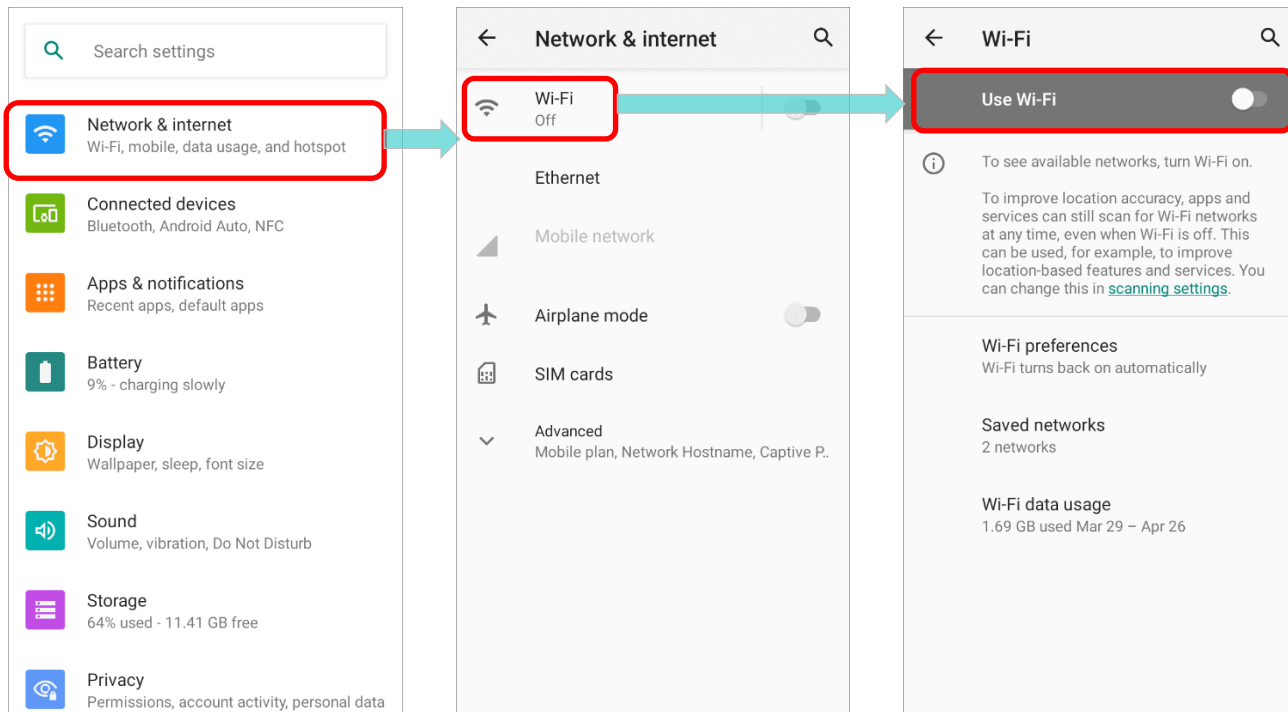 Search settings
Network & internet
Wi-Fi, mobile, data usage, and hotspot
Connected devices
Bluetooth, Android Auto, NFC
Apps & notifications
Recent apps, default apps
Battery
9% - charging slowly
Display
Wallpaper, sleep, font size
Sound
Volume, vibration, Do Not Disturb
Storage
64% used - 11.41 GB free
Privacy
Permissions, account activity, personal data
Network & internet
Wi-Fi
Off
Ethernet
Mobile network
Airplane mode
SIM cards
Advanced
Mobile plan, Network Hostname, Captive P..
Wi-Fi
Use Wi-Fi
To see available networks, turn Wi-Fi on.
To improve location accuracy, apps and
services can still scan for Wi-Fi networks
at any time, even when Wi-Fi is off. This
can be used, for example, to improve
location-based features and services. You
can change this in scanning settings.
Wi-Fi preferences
Wi-Fi turns back on automatically
Saved networks
2 networks
Wi-Fi data usage
1.69 GB used Mar 29 – Apr 26